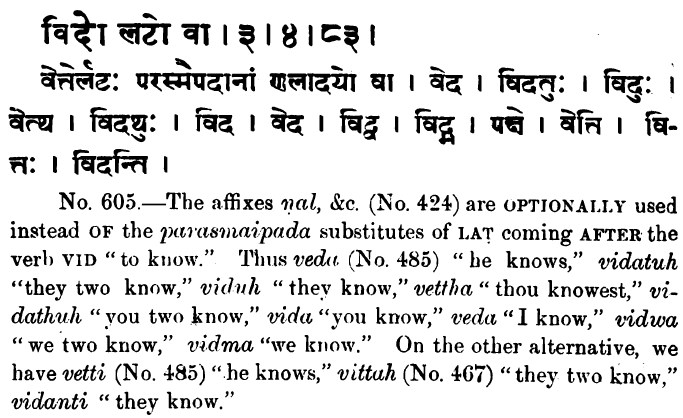 विदो लटो वा । ३ । ४ । ८३ ।
वेत्तेर्लटः परस्मैपदानां णलादयो वा । वेद । विदतुः । विदुः ।
वेत्थ । विदथुः । विद । वेद । विद्व । विद्म । पक्षे । वेत्ति । वि-
त्तः । विदन्ति ।
No. 605.—The affixes ṇal, &c. (No. 424) are OPTIONALLY used
instead OF the parasmaipada substitutes of LAṬ coming AFTER the
verb VID "to know." Thus veda (No. 485) "he knows," vidatuh
"they two know," viduh "they know," vettha "thou knowest," vi-
dathuh "you two know," vida "you know," veda "I know," vidwa
"we two know," vidma "we know." On the other alternative, we
have vetti (No. 485) "he knows," vittah (No. 467) "they two know,"
vidanti "they know."